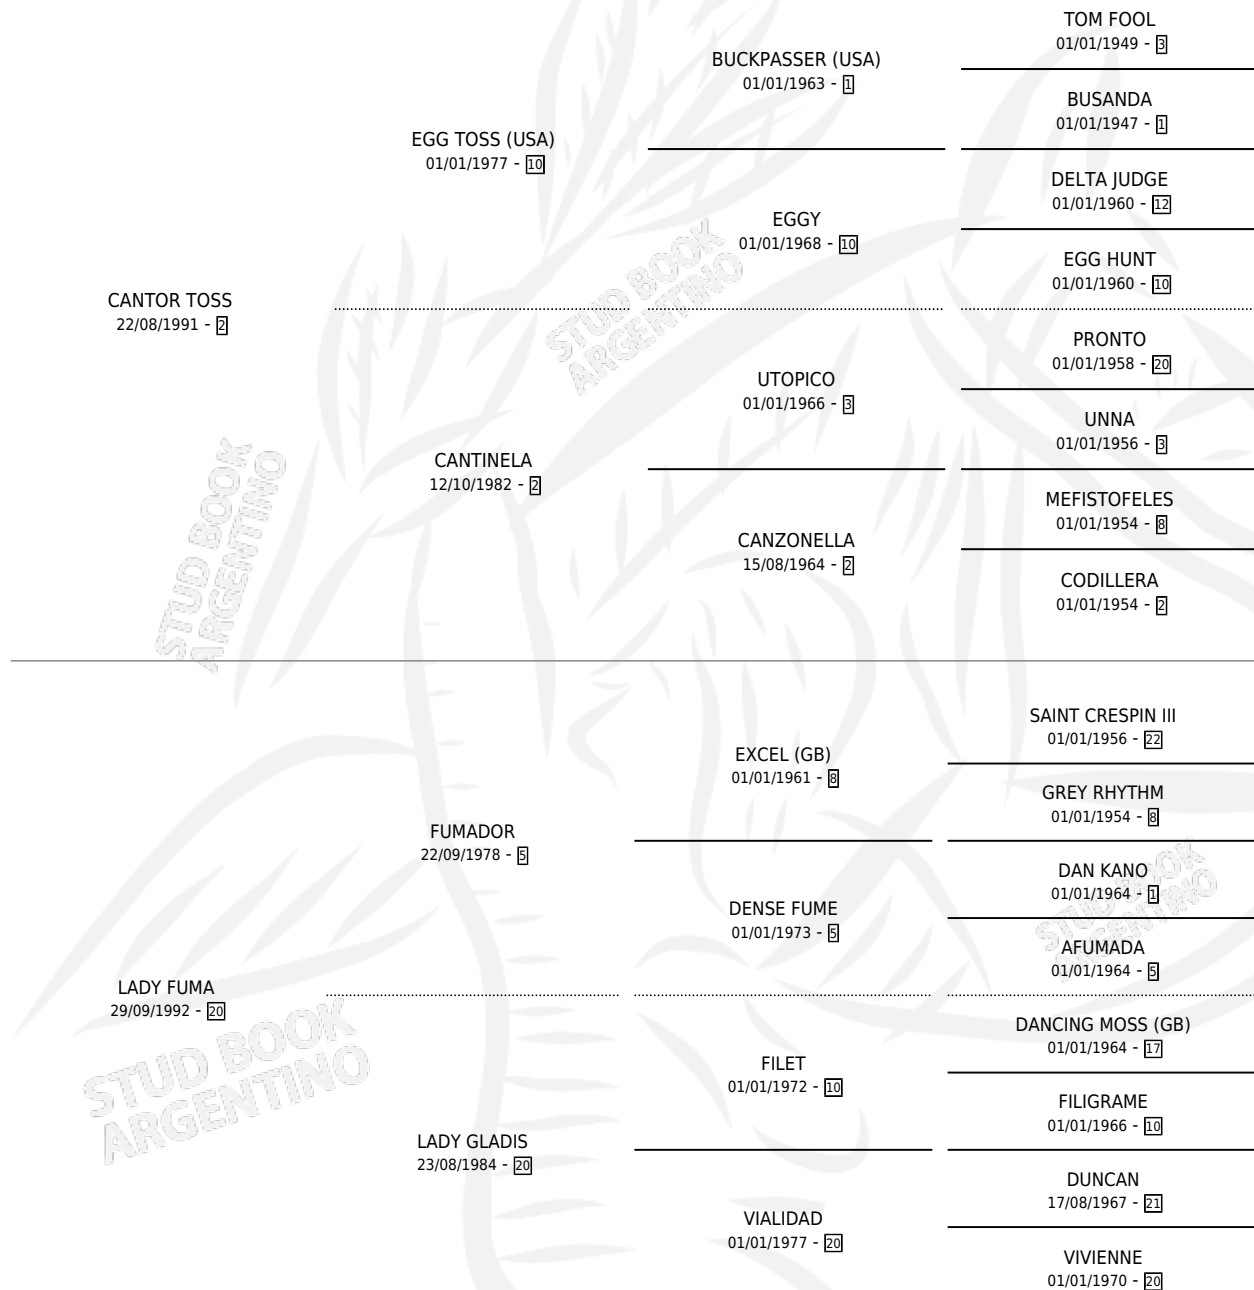 TOM FOOL
01/01/1949 - 3
BUCKPASSER (USA)
01/01/1963 - 1
BUSANDA
01/01/1947 - 1
EGG TOSS (USA)
01/01/1977 - 10
DELTA JUDGE
01/01/1960 - 12
EGGY
01/01/1968 - 10
EGG HUNT
01/01/1960 - 10
CANTOR TOSS
22/08/1991 - 2
PRONTO
01/01/1958 - 20
UTOPICO
01/01/1966 - 3
UNNA
01/01/1956 - 3
CANTINELA
12/10/1982 - 2
MEFISTOFELES
01/01/1954 - 8
CANZONELLA
15/08/1964 - 2
CODILLERA
01/01/1954 - 2
SAINT CRESPIN III
01/01/1956 - 22
EXCEL (GB)
01/01/1961 - 8
GREY RHYTHM
01/01/1954 - 8
FUMADOR
22/09/1978 - 5
DAN KANO
01/01/1964 - 1
DENSE FUME
01/01/1973 - 5
AFUMADA
01/01/1964 - 5
LADY FUMA
29/09/1992 - 20
DANCING MOSS (GB)
01/01/1964 - 17
FILET
01/01/1972 - 10
FILIGRAME
01/01/1966 - 10
LADY GLADIS
23/08/1984 - 20
DUNCAN
17/08/1967 - 21
VIALIDAD
01/01/1977 - 20
VIVIENNE
01/01/1970 - 20
STUD BOOK
ARGENTINO
STUD BOOK
ARGENTINO
STUD BOOK
ARGENTINO
STUD BOOK
ARGENTINO